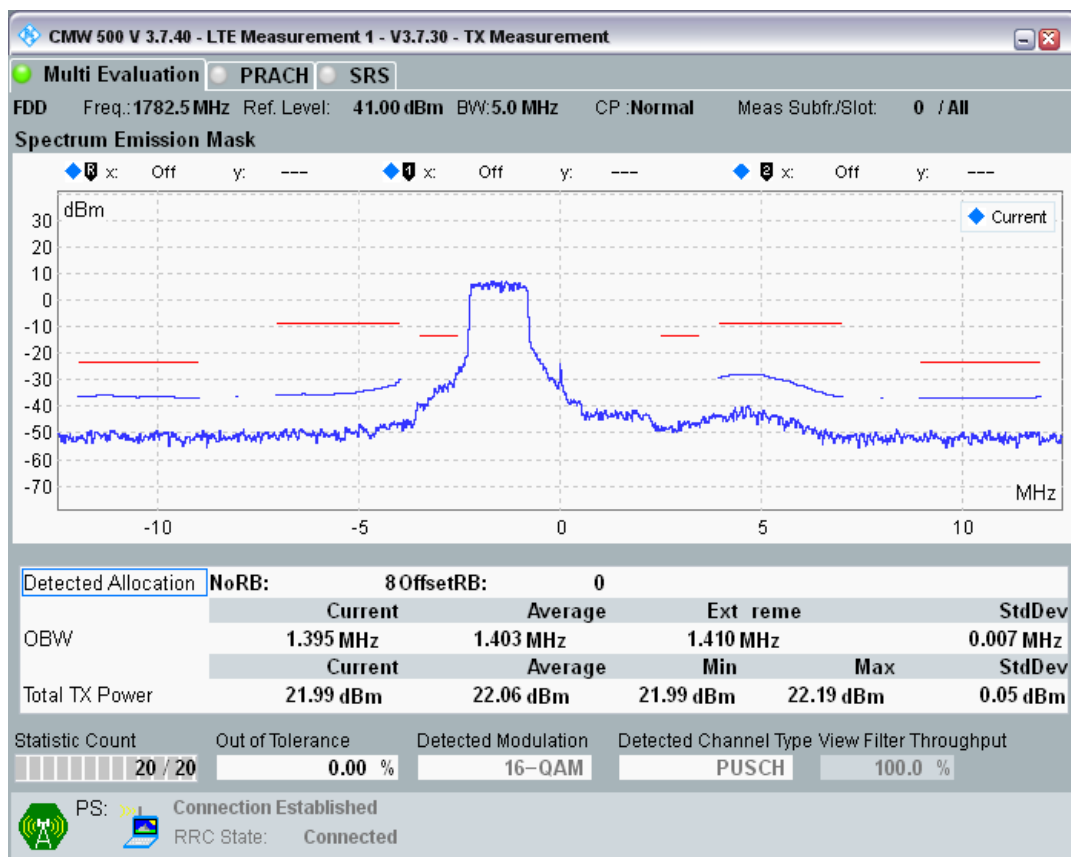 CMW 500 V 3.7.40 - LTE Measurement 1 - V3.7.30 - TX Measurement
Multi Evaluation PRACH SRS
FDD Freq.: 1782.5 MHz Ref. Level: 41.00 dBm BW: 5.0 MHz CP : Normal Meas Subfr./Slot: 0 / All
Spectrum Emission Mask
R x: Off y: --- 1 x: Off y: --- 2 x: Off y: ---
dBm
Current
30
20
10
0
-10
-20
-30
-40
-50
-60
-70
MHz
-10 -5 0 5 10
Detected Allocation NoRB: 8 OffsetRB: 0
Current Average Ext reme StdDev
OBW 1.395 MHz 1.403 MHz 1.410 MHz 0.007 MHz
Current Average Min Max StdDev
Total TX Power 21.99 dBm 22.06 dBm 21.99 dBm 22.19 dBm 0.05 dBm
Statistic Count Out of Tolerance Detected Modulation Detected Channel Type View Filter Throughput
20 / 20 0.00 % 16-QAM PUSCH 100.0 %
PS: Connection Established
RRC State: Connected